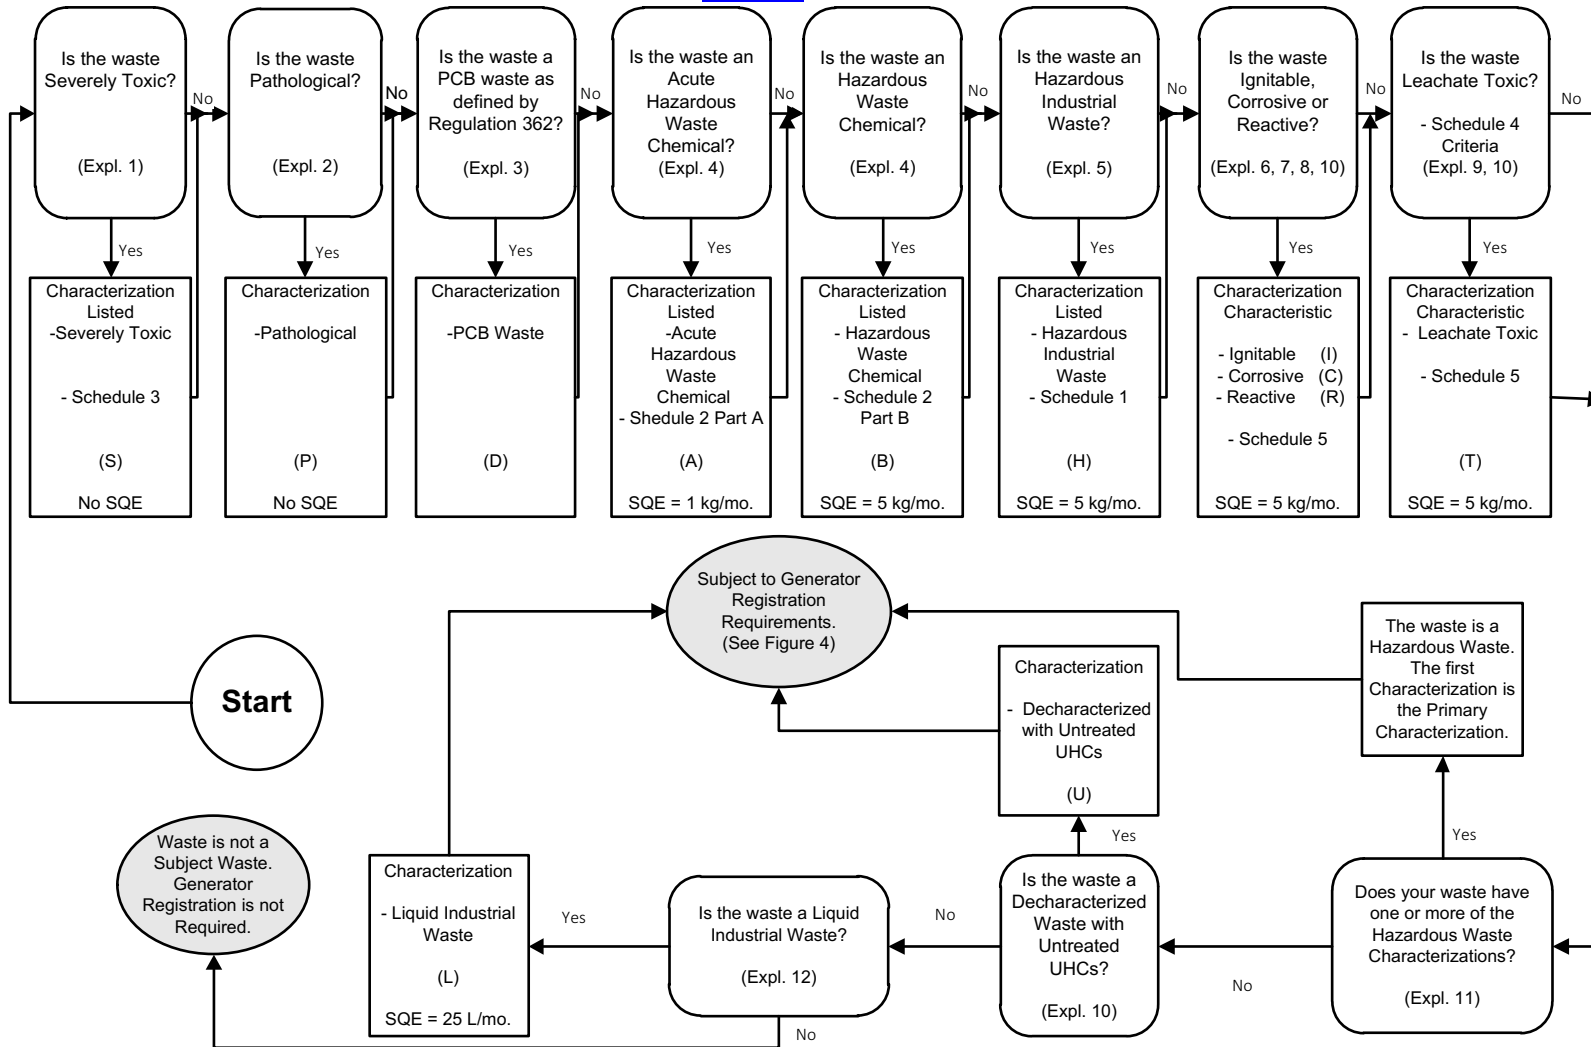 Is the waste
Severely Toxic?
(Expl. 1)
No
Is the waste
Pathological?
(Expl. 2)
No
Is the waste a
PCB waste as
defined by
Regulation 362?
(Expl. 3)
No
Is the waste an
Acute
Hazardous
Waste
Chemical?
(Expl. 4)
No
Is the waste an
Hazardous
Waste
Chemical?
(Expl. 4)
No
Is the waste an
Hazardous
Industrial
Waste?
(Expl. 5)
No
Is the waste
Ignitable,
Corrosive or
Reactive?
(Expl. 6, 7, 8, 10)
No
Is the waste
Leachate Toxic?
- Schedule 4
Criteria
(Expl. 9, 10)
No
Yes
Yes
Yes
Yes
Yes
Yes
Yes
Yes
Characterization
Listed
-Severely Toxic
- Schedule 3
(S)
No SQE
Characterization
-Pathological
(P)
No SQE
Characterization
-PCB Waste
(D)
Characterization
Listed
-Acute
Hazardous
Waste
Chemical
- Shedule 2 Part A
(A)
SQE = 1 kg/mo.
Characterization
Listed
- Hazardous
Waste
Chemical
- Schedule 2
Part B
(B)
SQE = 5 kg/mo.
Characterization
Listed
- Hazardous
Industrial
Waste
- Schedule 1
(H)
SQE = 5 kg/mo.
Characterization
Characteristic
- Ignitable (I)
- Corrosive (C)
- Reactive (R)
- Schedule 5
SQE = 5 kg/mo.
Characterization
Characteristic
- Leachate Toxic
- Schedule 5
(T)
SQE = 5 kg/mo.
Start
Subject to Generator
Registration
Requirements.
(See Figure 4)
Characterization
- Decharacterized
with Untreated
UHCs
(U)
The waste is a
Hazardous Waste.
The first
Characterization is
the Primary
Characterization.
Yes
Yes
Waste is not a
Subject Waste.
Generator
Registration is not
Required.
Characterization
- Liquid Industrial
Waste
(L)
SQE = 25 L/mo.
Yes
Is the waste a Liquid
Industrial Waste?
(Expl. 12)
No
No
Is the waste a
Decharacterized
Waste with
Untreated
UHCs?
(Expl. 10)
No
Does your waste have
one or more of the
Hazardous Waste
Characterizations?
(Expl. 11)